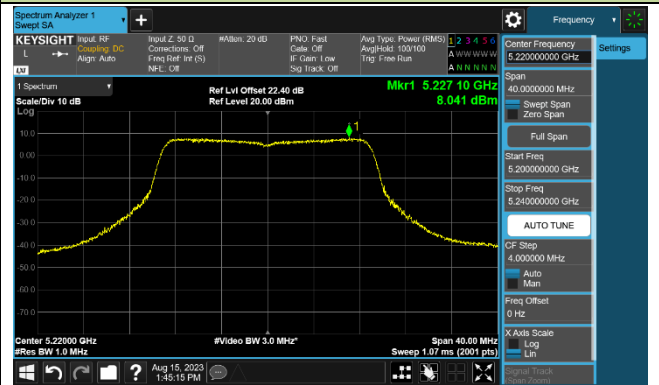 Spectrum Analyzer 1
Swept SA
Frequency
KEYSIGHT
L
LXI
Input: RF
Coupling: DC
Align: Auto
Input Z: 50 Ω
Corrections: Off
Freq Ref: Int (S)
NFE: Off
#Atten: 20 dB
PNO: Fast
Gate: Off
IF Gain: Low
Sig Track: Off
Avg Type: Power (RMS)
Avg|Hold: 100/100
Trig: Free Run
1 2 3 4 5 6
A W W W W W
A N N N N N
Center Frequency
5.220000000 GHz
Settings
Span
40.0000000 MHz
Swept Span
Zero Span
Full Span
Start Freq
5.200000000 GHz
Stop Freq
5.240000000 GHz
AUTO TUNE
CF Step
4.000000 MHz
Auto
Man
Freq Offset
0 Hz
X Axis Scale
Log
Lin
Signal Track
(Span Zoom)
1 Spectrum
Scale/Div 10 dB
Log
Ref Lvl Offset 22.40 dB
Ref Level 20.00 dBm
Mkr1 5.227 10 GHz
8.041 dBm
1
10.0
0.00
-10.0
-20.0
-30.0
-40.0
-50.0
-60.0
-70.0
Center 5.22000 GHz
#Res BW 1.0 MHz
#Video BW 3.0 MHz*
Span 40.00 MHz
Sweep 1.07 ms (2001 pts)
Aug 15, 2023
1:45:15 PM